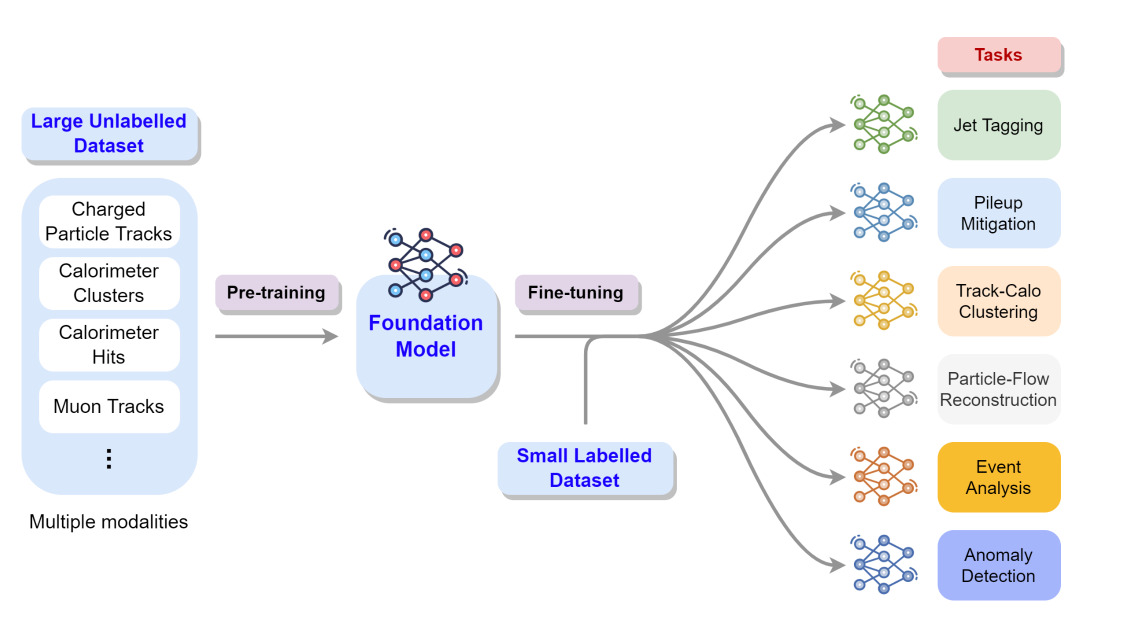 Large Unlabelled
Dataset
Charged
Particle Tracks
Calorimeter
Clusters
Calorimeter
Hits
Muon Tracks
Multiple modalities
Pre-training
Foundation
Model
Fine-tuning
Small Labelled
Dataset
Tasks
Jet Tagging
Pileup
Mitigation
Track-Calo
Clustering
Particle-Flow
Reconstruction
Event
Analysis
Anomaly
Detection